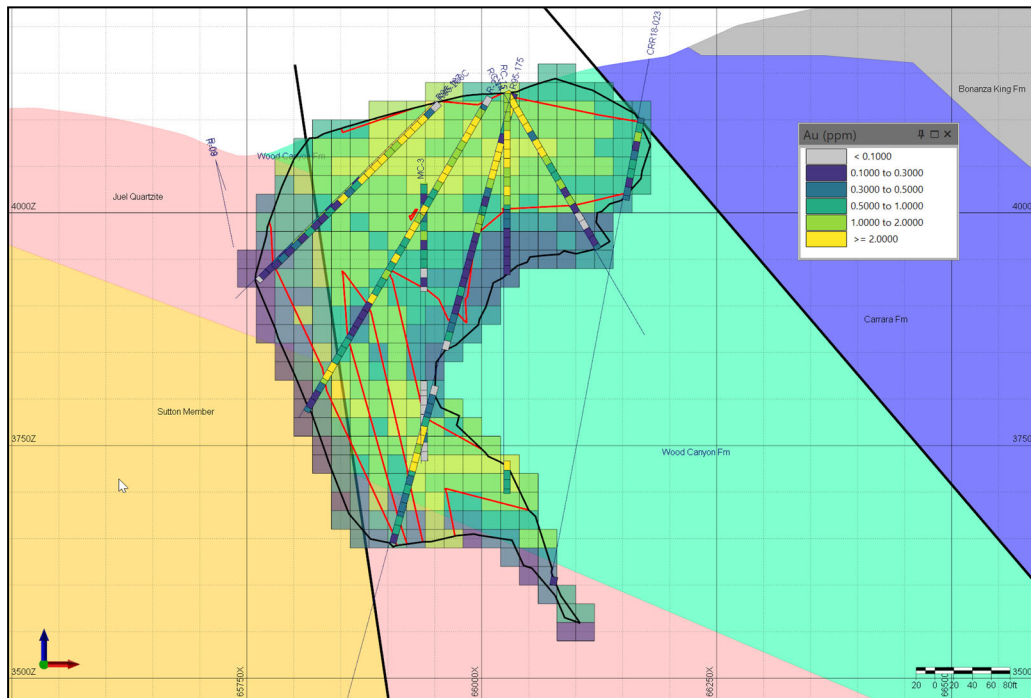 CRR18-023
Bonanza King Fm
Au (ppm)
< 0.1000
0.1000 to 0.3000
0.3000 to 0.5000
0.5000 to 1.0000
1.0000 to 2.0000
>= 2.0000
Wood Canyon Fm
MC-3
Juel Quartzite
4000Z
4000
Carrara Fm
Sutton Member
3750Z
3750
Wood Canyon Fm
3500Z
3500
65750X
66000X
66250X
66500
20 0 20 40 60 80ft